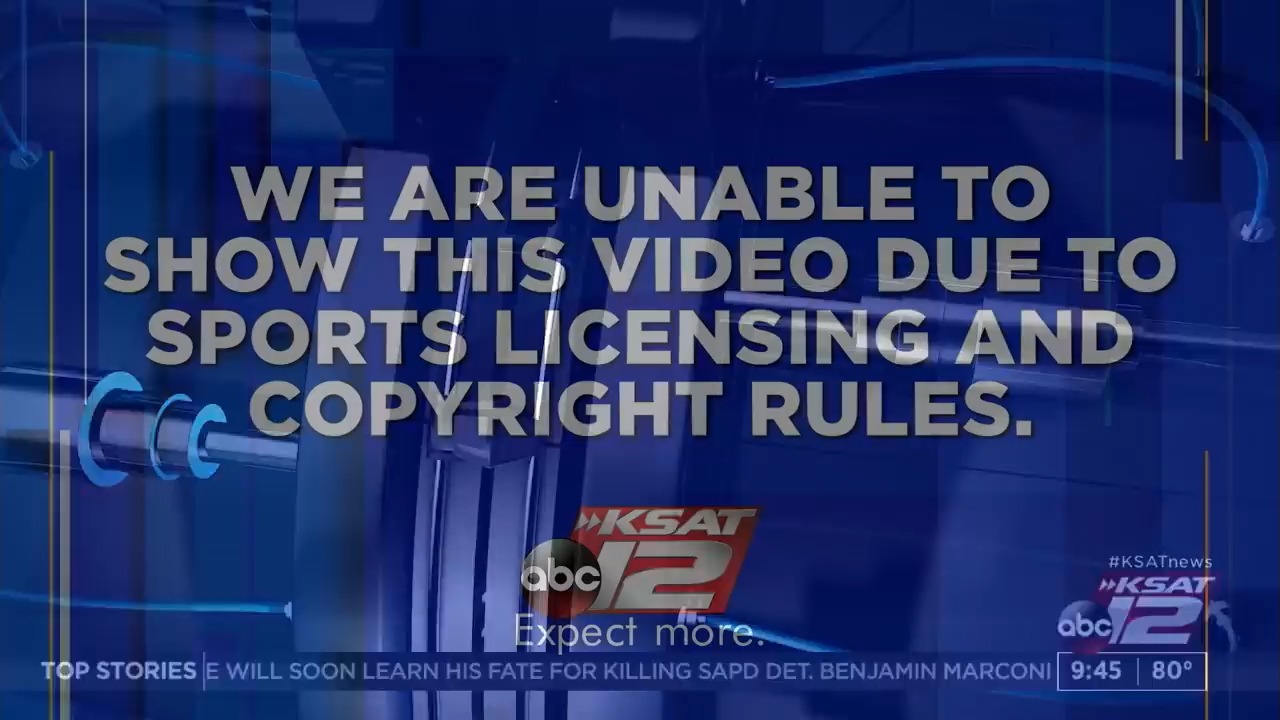 WE ARE UNABLE TO
SHOW THIS VIDEO DUE TO
SPORTS LICENSING AND
COPYRIGHT RULES.
KSAT
abc 12
Expect more.
#KSATnews
KSAT
abc 12
TOP STORIES E WILL SOON LEARN HIS FATE FOR KILLING SAPD DET. BENJAMIN MARCONI 9:45 80°